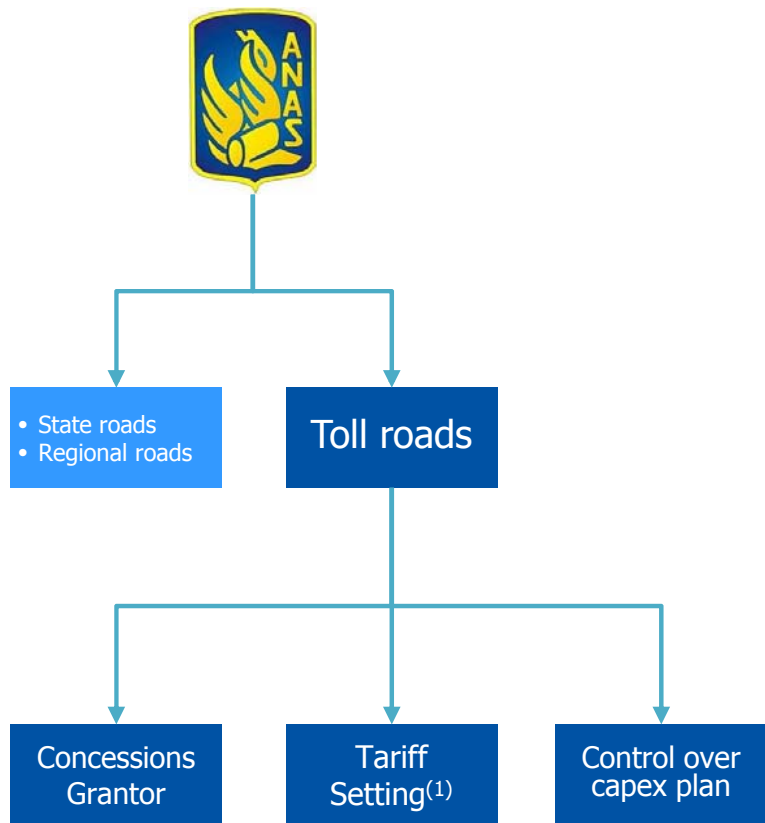 ANAS
• State roads
• Regional roads
Toll roads
Concessions
Grantor
Tariff
Setting(1)
Control over
capex plan